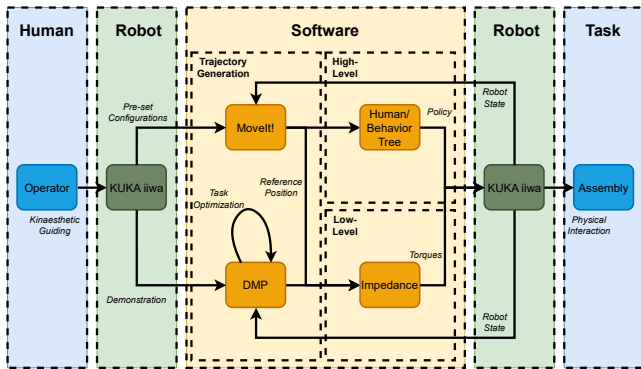 Human
Robot
Software
Robot
Task
Trajectory
Generation
High-
Level
Pre-set
Configurations
MoveIt!
Human/
Behavior
Tree
Policy
Robot
State
Operator
KUKA iiwa
Task
Optimization
Reference
Position
KUKA iiwa
Assembly
Kinaesthetic
Guiding
Physical
Interaction
Low-
Level
Demonstration
DMP
Impedance
Torques
Robot
State